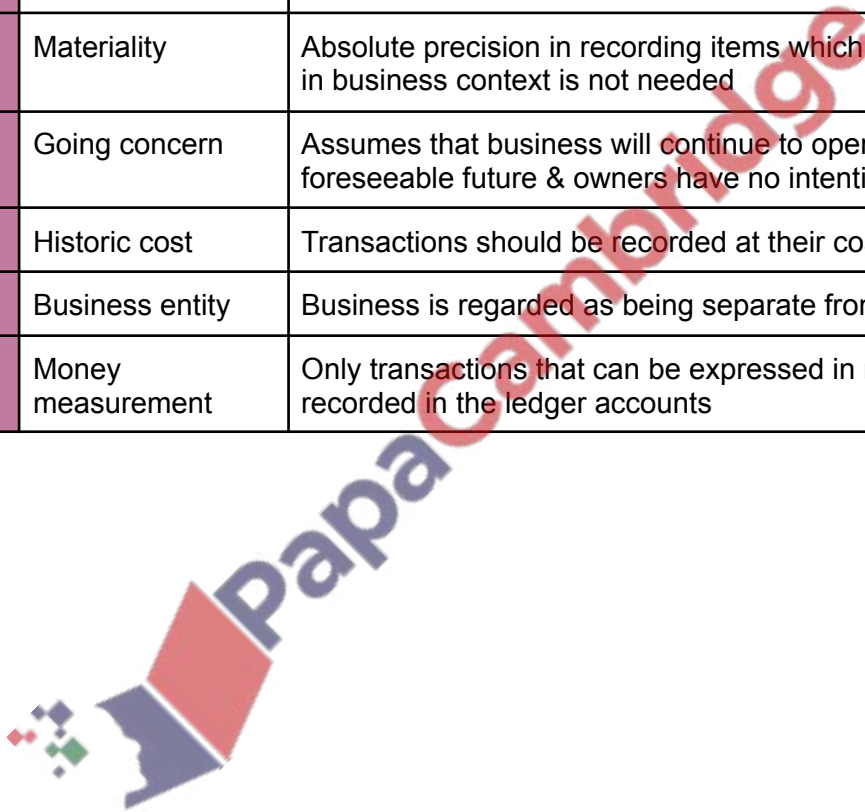 Materiality
Absolute precision in recording items which
in business context is not needed
Going concern
Assumes that business will continue to oper
foreseeable future & owners have no intenti
Historic cost
Transactions should be recorded at their co
Business entity
Business is regarded as being separate from
Money
measurement
Only transactions that can be expressed in
recorded in the ledger accounts
PapaCambridge